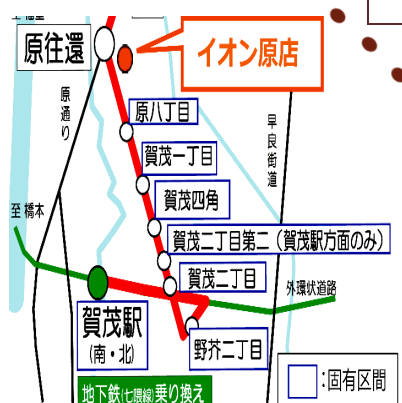 至橋本
原往還
イオン原店
原通り
原八丁目
早良街道
賀茂一丁目
賀茂四角
至橋本
賀茂二丁目第二（賀茂駅方面のみ）
賀茂二丁目
外環状道路
賀茂駅
(南・北)
野芥二丁目
:固有区間
地下鉄(七隈線)乗り換え